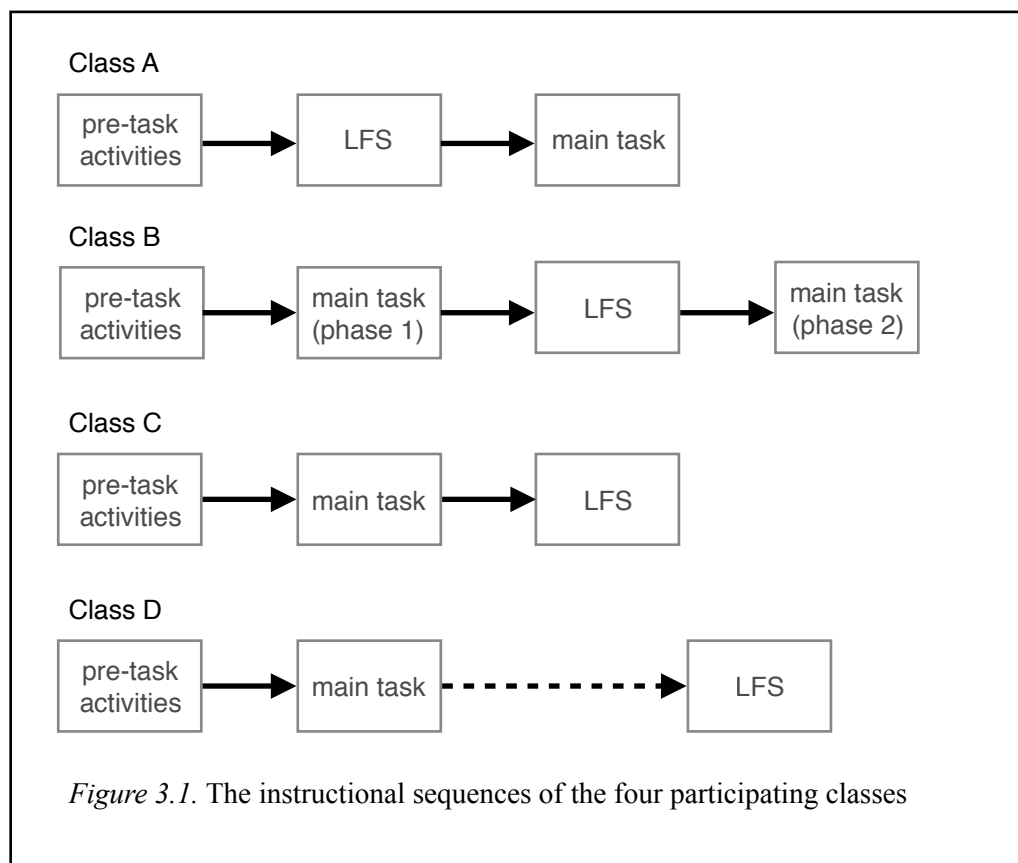 Class A
pre-task
activities
LFS
main task
Class B
pre-task
activities
main task
(phase 1)
LFS
main task
(phase 2)
Class C
pre-task
activities
main task
LFS
Class D
pre-task
activities
main task
LFS
Figure 3.1. The instructional sequences of the four participating classes